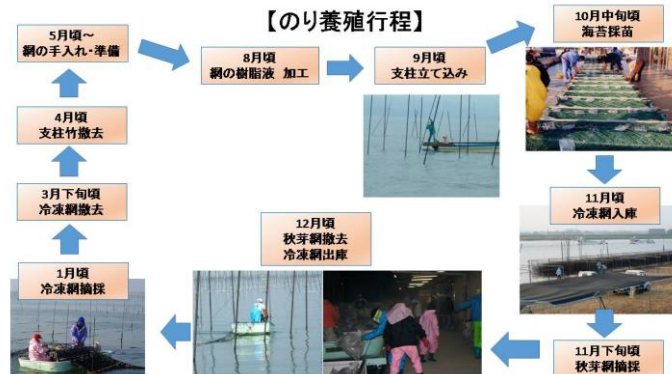 【のり養殖行程】
5月頃～
網の手入れ・準備
8月頃
網の樹脂液 加工
9月頃
支柱立て込み
10月中旬頃
海苔採苗
11月頃
冷凍網入庫
11月下旬頃
秋芽網摘採
12月頃
秋芽網撤去
冷凍網出庫
1月頃
冷凍網摘採
3月下旬頃
冷凍網撤去
4月頃
支柱竹撤去